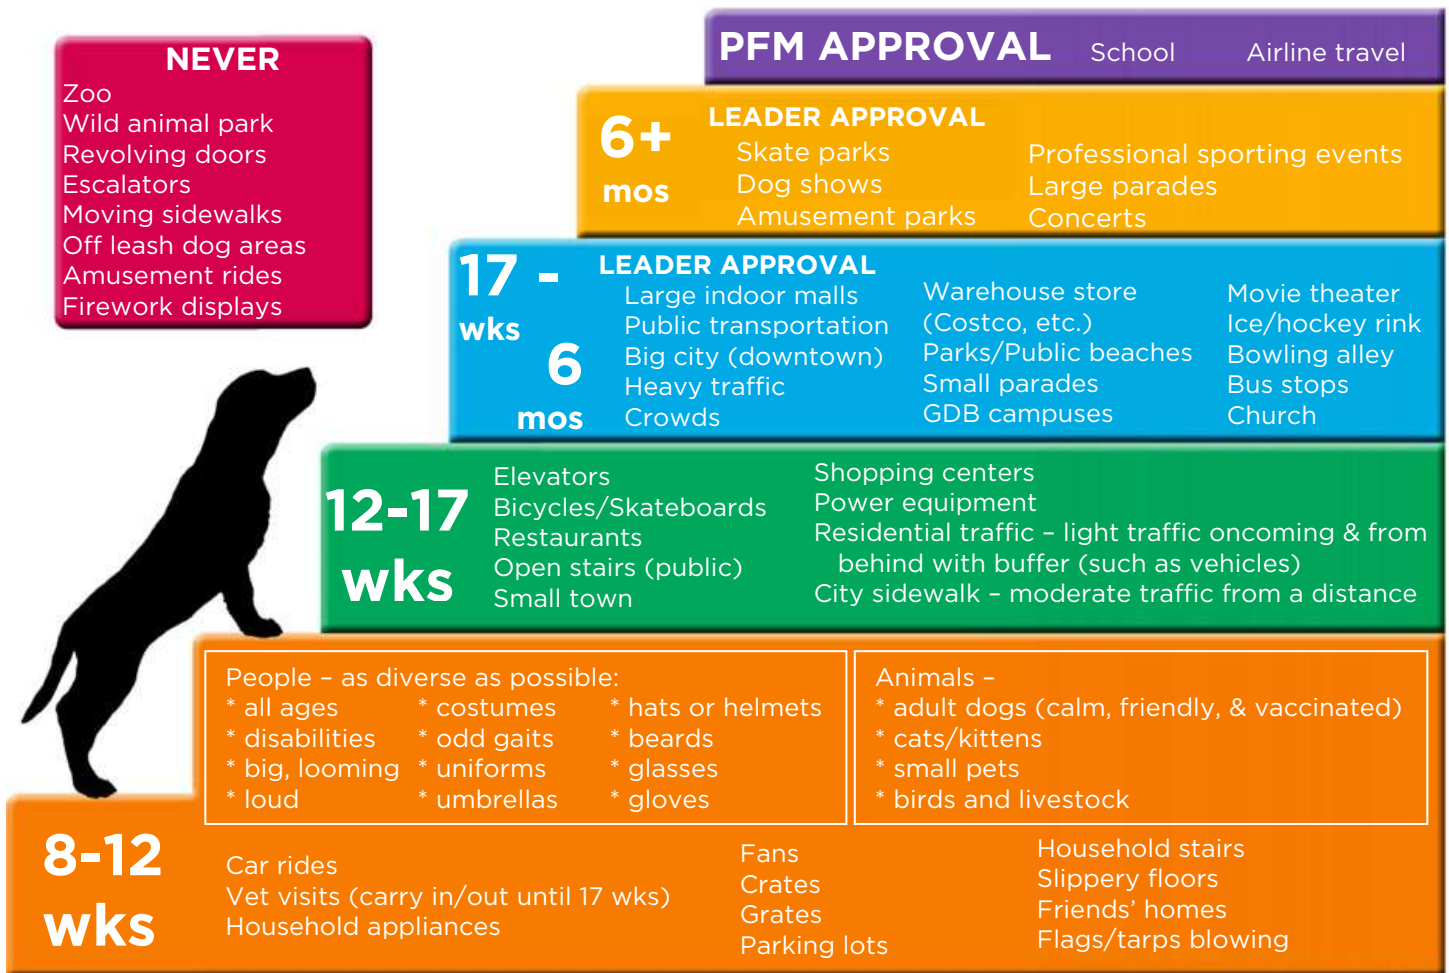 NEVER
Zoo
Wild animal park
Revolving doors
Escalators
Moving sidewalks
Off leash dog areas
Amusement rides
Firework displays
PFM APPROVAL School Airline travel
6+
mos
LEADER APPROVAL
Skate parks
Dog shows
Amusement parks
Professional sporting events
Large parades
Concerts
17 -
wks
6
mos
LEADER APPROVAL
Large indoor malls
Public transportation
Big city (downtown)
Heavy traffic
Crowds
Warehouse store
(Costco, etc.)
Parks/Public beaches
Small parades
GDB campuses
Movie theater
Ice/hockey rink
Bowling alley
Bus stops
Church
12-17
wks
Elevators
Bicycles/Skateboards
Restaurants
Open stairs (public)
Small town
Shopping centers
Power equipment
Residential traffic – light traffic oncoming & from
behind with buffer (such as vehicles)
City sidewalk – moderate traffic from a distance
People – as diverse as possible:
* all ages
* disabilities
* big, looming
* loud
* costumes
* odd gaits
* uniforms
* umbrellas
* hats or helmets
* beards
* glasses
* gloves
Animals –
* adult dogs (calm, friendly, & vaccinated)
* cats/kittens
* small pets
* birds and livestock
8-12
wks
Car rides
Vet visits (carry in/out until 17 wks)
Household appliances
Fans
Crates
Grates
Parking lots
Household stairs
Slippery floors
Friends' homes
Flags/tarps blowing